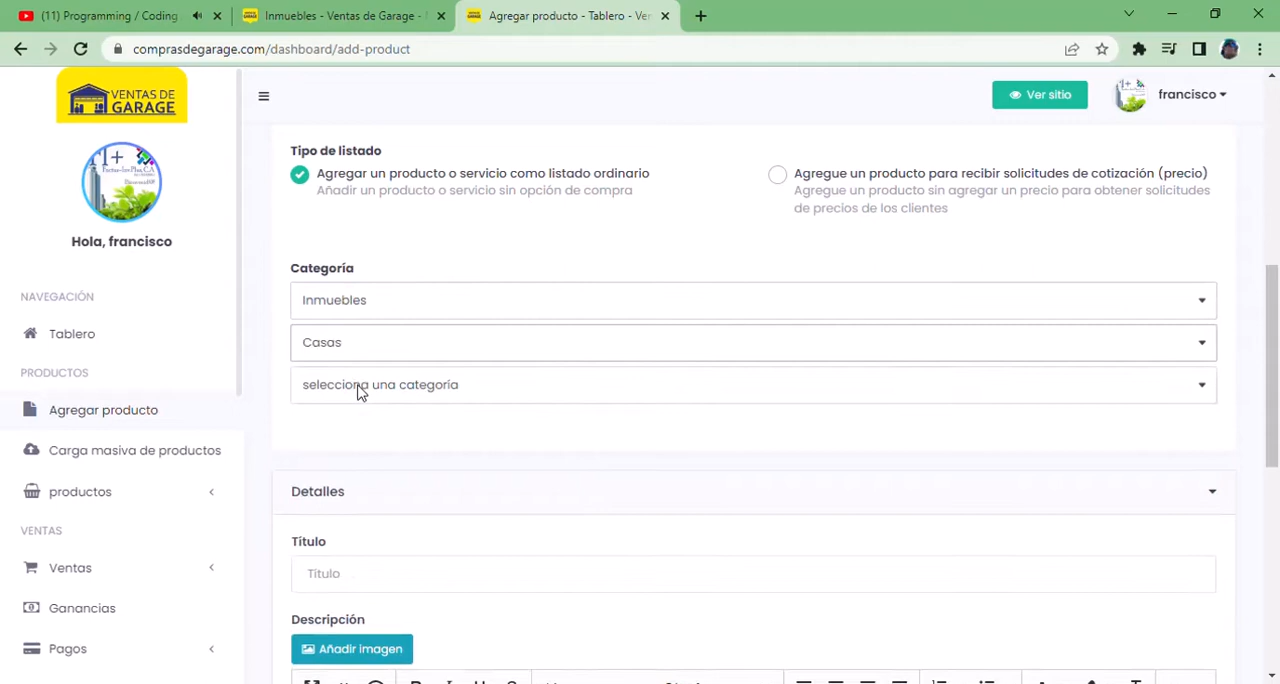 (11) Programming / Coding
Inmuebles - Ventas de Garage -
Agregar producto - Tablero - Ve
comprasdegarage.com/dashboard/add-product
VENTAS DE
GARAGE
Ver sitio
francisco
Hola, francisco
NAVEGACIÓN
Tablero
PRODUCTOS
Agregar producto
Carga masiva de productos
productos
VENTAS
Ventas
Ganancias
Pagos
Tipo de listado
Agregar un producto o servicio como listado ordinario
Añadir un producto o servicio sin opción de compra
Agregue un producto para recibir solicitudes de cotización (precio)
Agregue un producto sin agregar un precio para obtener solicitudes
de precios de los clientes
Categoría
Inmuebles
Casas
selecciona una categoría
Detalles
Título
Título
Descripción
Añadir imagen